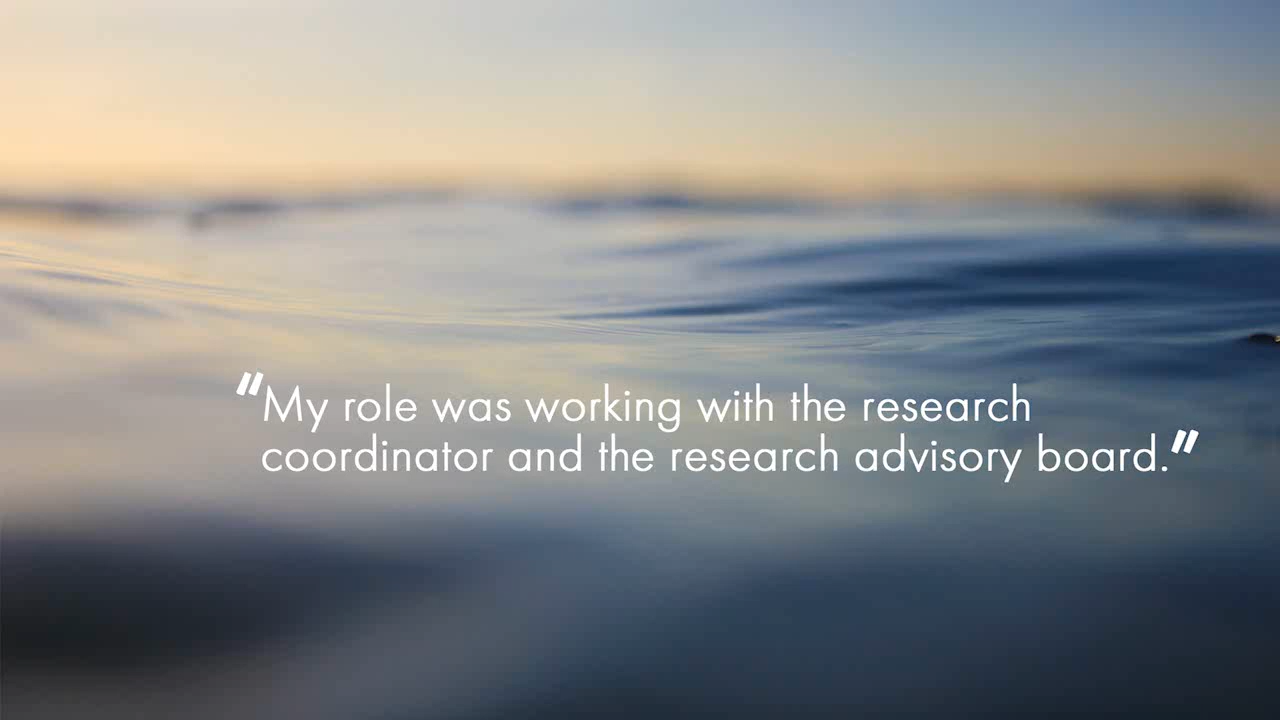 "My role was working with the research
coordinator and the research advisory board."